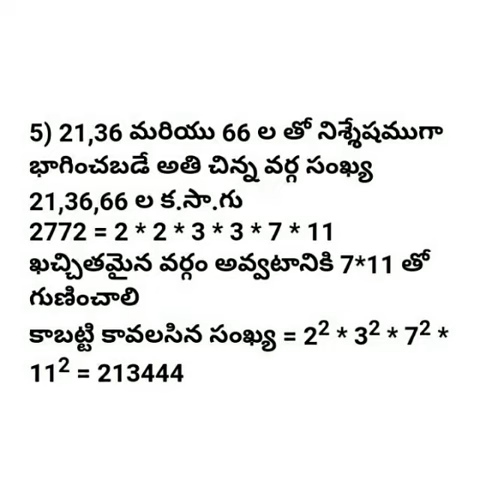 5) 21,36 మరియు 66 ల తో నిశ్శేషముగా
భాగించబడే అతి చిన్న వర్గ సంఖ్య
21,36,66 ల క.సా.గు
2772 = 2 * 2 * 3 * 3 * 7 * 11
ఖచ్చితమైన వర్గం అవ్వటానికి 7*11 తో
గుణించాలి
కాబట్టి కావలసిన సంఖ్య = 2² * 3² * 7² *
11² = 213444